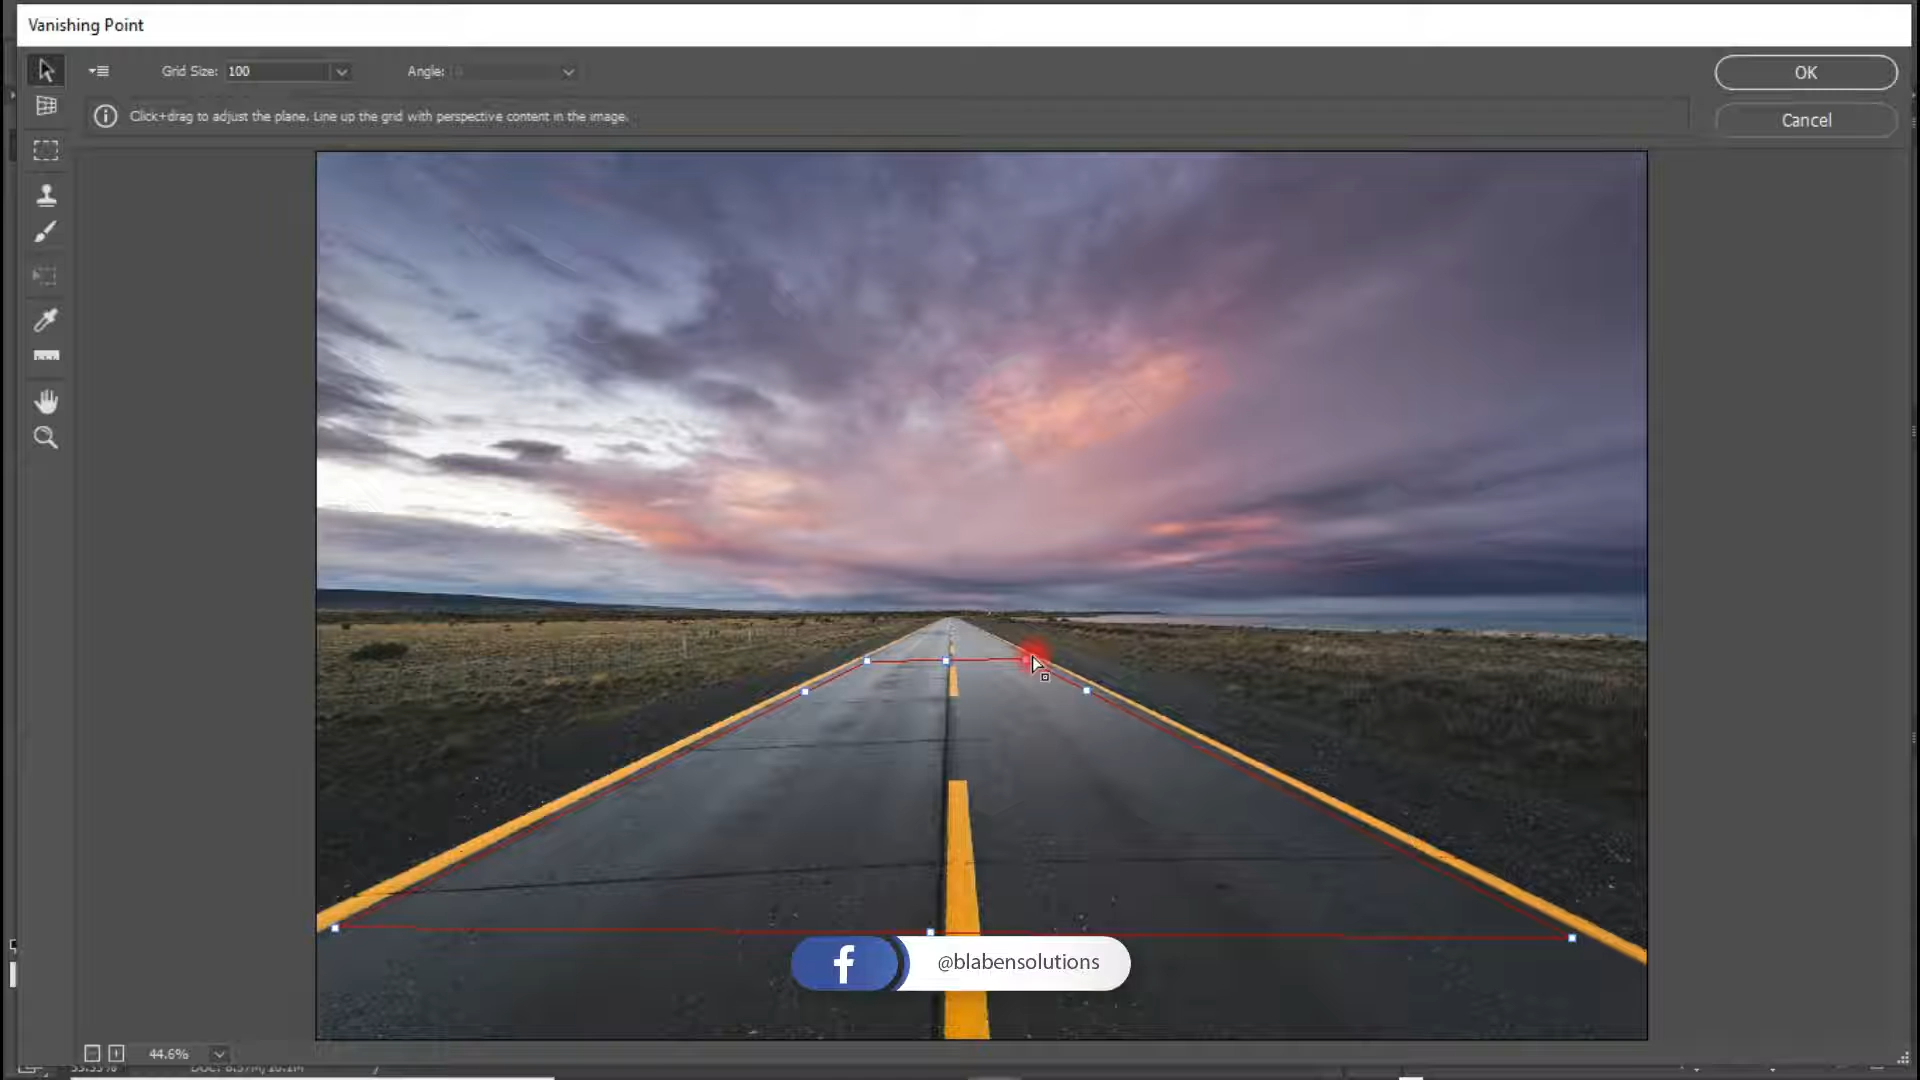 Vanishing Point
Grid Size: 100
Angle:
OK
Click+drag to adjust the plane. Line up the grid with perspective content in the image.
Cancel
f @blabensolutions
44.6%